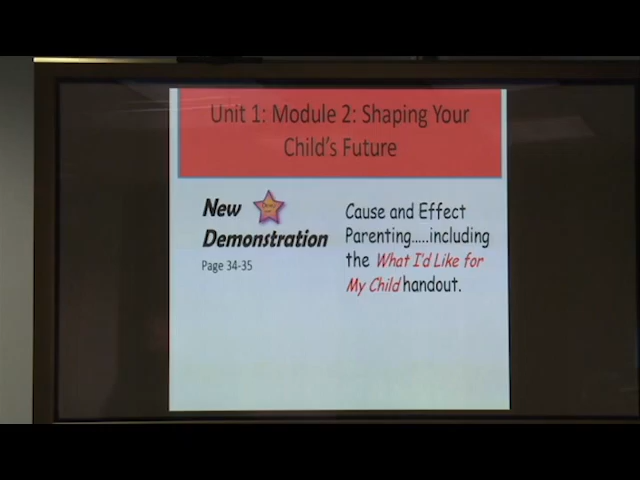 Unit 1: Module 2: Shaping Your
Child's Future
New
Demonstration
Page 34-35
Cause and Effect
Parenting.....including
the What I'd Like for
My Child handout.